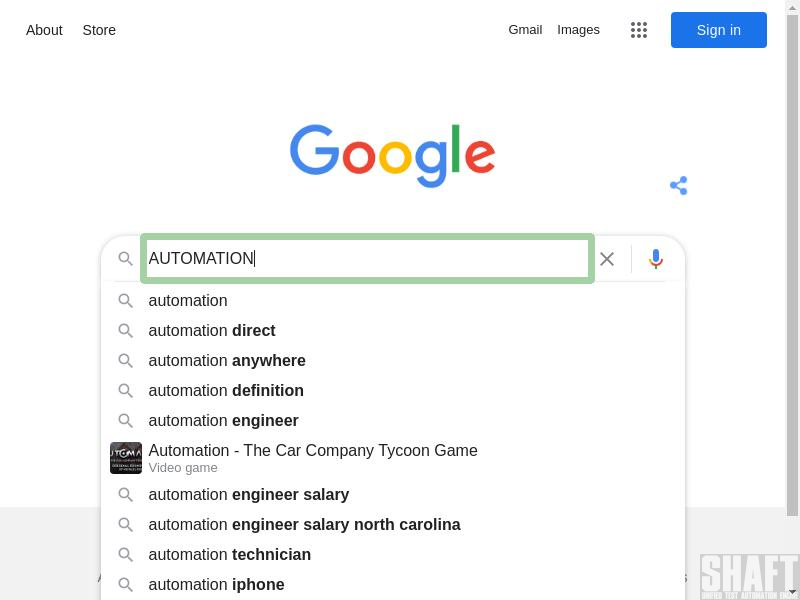 About Store Gmail Images Sign in
Google
AUTOMATION
automation
automation direct
automation anywhere
automation definition
automation engineer
Automation - The Car Company Tycoon Game
Video game
automation engineer salary
automation engineer salary north carolina
automation technician
automation iphone
SHAFT